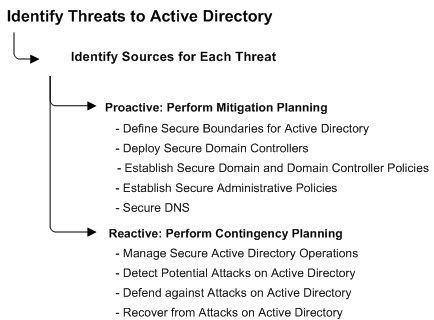 Identify Threats to Active Directory
Identify Sources for Each Threat
Proactive: Perform Mitigation Planning
- Define Secure Boundaries for Active Directory
- Deploy Secure Domain Controllers
- Establish Secure Domain and Domain Controller Policies
- Establish Secure Administrative Policies
- Secure DNS
Reactive: Perform Contingency Planning
- Manage Secure Active Directory Operations
- Detect Potential Attacks on Active Directory
- Defend against Attacks on Active Directory
- Recover from Attacks on Active Directory